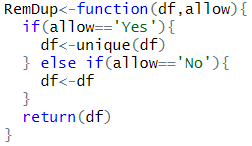 RemDup<-function(df,allow){
  if(allow=='Yes'){
    df<-unique(df)
  } else if(allow=='No'){
    df<-df
  }
  return(df)
}